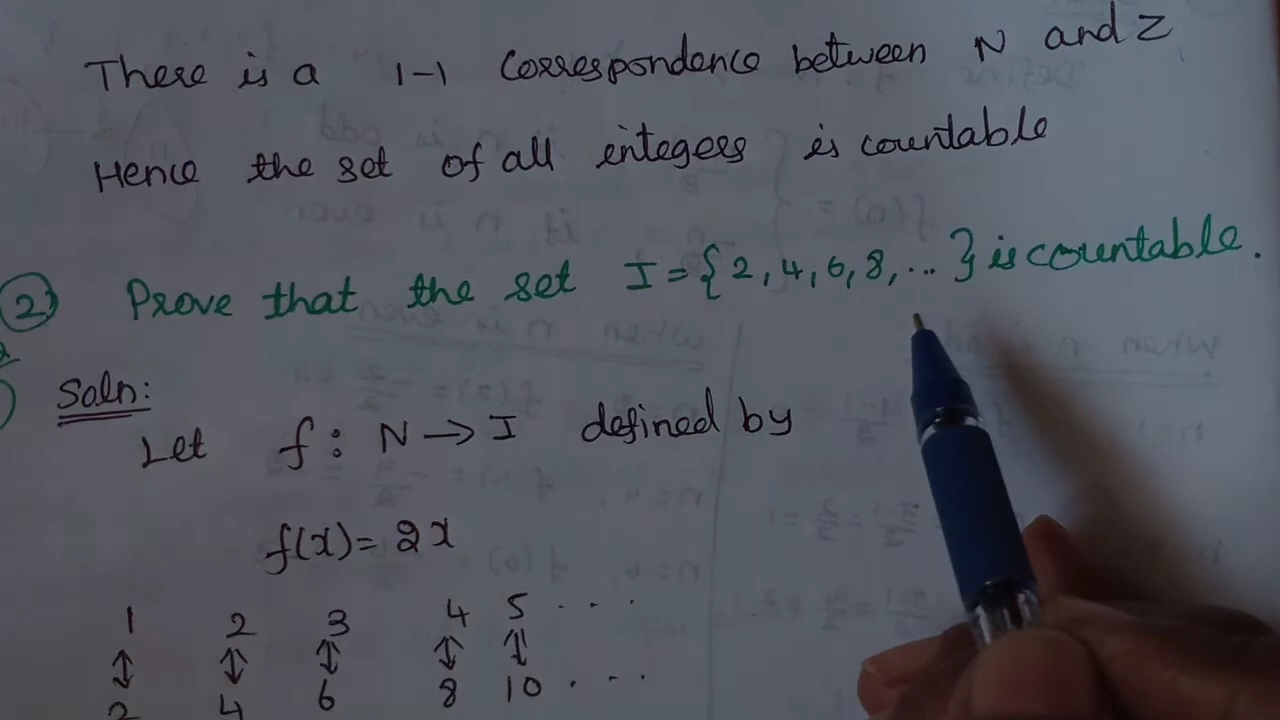 There is a 1-1 correspondence between N and Z
Hence the set of all integers is countable
2) Prove that the set I = {2, 4, 6, 8, ... } is countable.
Soln:
Let f : N → I defined by
f(x) = 2x
1 2 3 4 5 . . .
↕ ↕ ↕ ↕ ↕
2 4 6 8 10 . . .